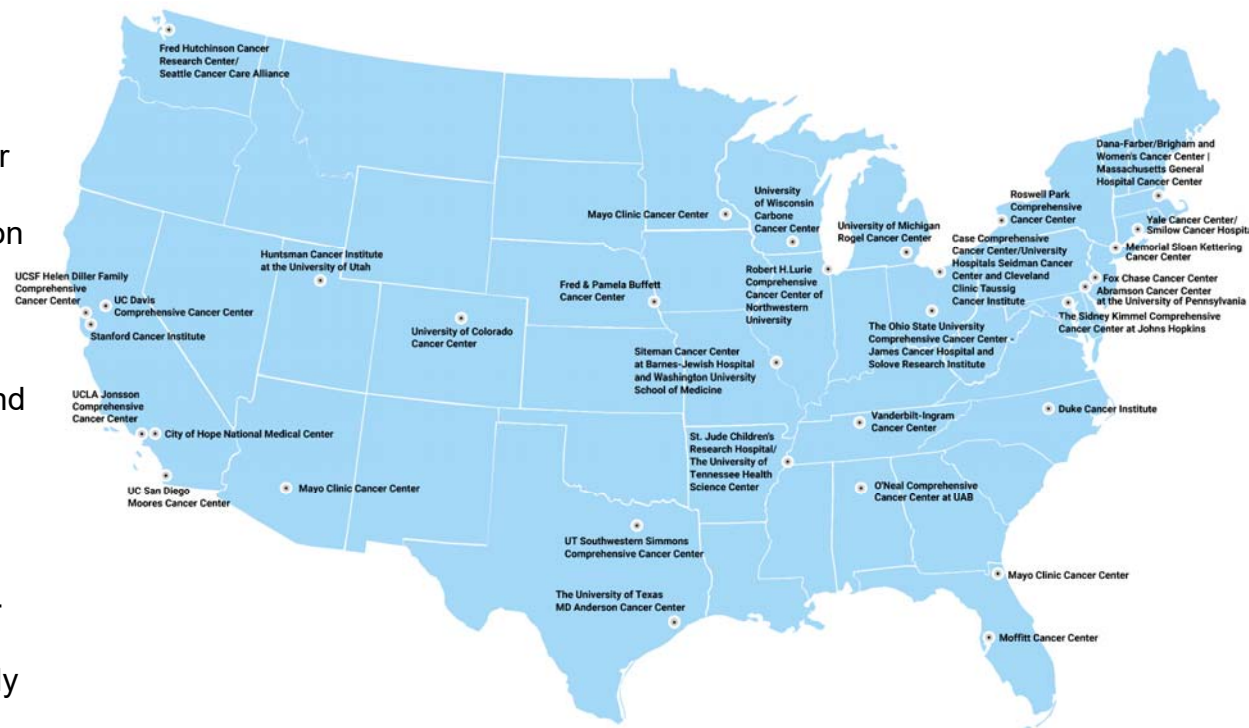 r
on
nd
.
ly
Fred Hutchinson Cancer
Research Center/
Seattle Cancer Care Alliance
UCSF Helen Diller Family
Comprehensive
Cancer Center
UC Davis
Comprehensive Cancer Center
Stanford Cancer Institute
Huntsman Cancer Institute
at the University of Utah
University of Colorado
Cancer Center
UCLA Jonsson
Comprehensive
Cancer Center
City of Hope National Medical Center
UC San Diego
Moores Cancer Center
Mayo Clinic Cancer Center
Mayo Clinic Cancer Center
Fred & Pamela Buffett
Cancer Center
Siteman Cancer Center
at Barnes-Jewish Hospital
and Washington University
School of Medicine
St. Jude Children's
Research Hospital/
The University of
Tennessee Health
Science Center
UT Southwestern Simmons
Comprehensive Cancer Center
The University of Texas
MD Anderson Cancer Center
University
of Wisconsin
Carbone
Cancer Center
Robert H.Lurie
Comprehensive
Cancer Center of
Northwestern
University
University of Michigan
Rogel Cancer Center
Case Comprehensive
Cancer Center/University
Hospitals Seidman Cancer
Center and Cleveland
Clinic Taussig
Cancer Institute
The Ohio State University
Comprehensive Cancer Center -
James Cancer Hospital and
Solove Research Institute
Vanderbilt-Ingram
Cancer Center
O'Neal Comprehensive
Cancer Center at UAB
Dana-Farber/Brigham and
Women's Cancer Center |
Massachusetts General
Hospital Cancer Center
Roswell Park
Comprehensive
Cancer Center
Yale Cancer Center/
Smilow Cancer Hospita
Memorial Sloan Kettering
Cancer Center
Fox Chase Cancer Center
Abramson Cancer Center
at the University of Pennsylvania
The Sidney Kimmel Comprehensive
Cancer Center at Johns Hopkins
Duke Cancer Institute
Mayo Clinic Cancer Center
Moffitt Cancer Center